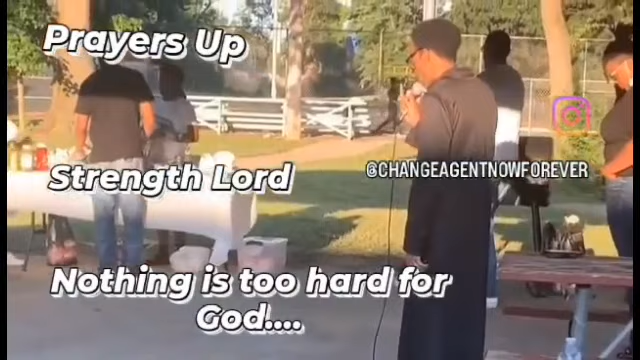 Prayers Up
@CHANGEAGENTNOWFOREVER
Strength Lord
Nothing is too hard for
God....